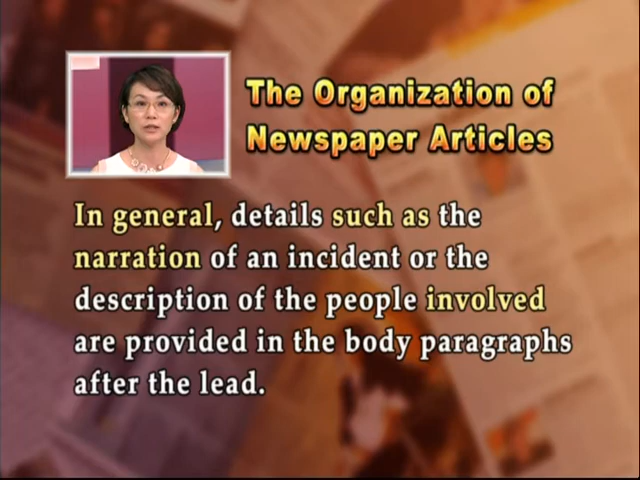 The Organization of
Newspaper Articles
In general, details such as the
narration of an incident or the
description of the people involved
are provided in the body paragraphs
after the lead.